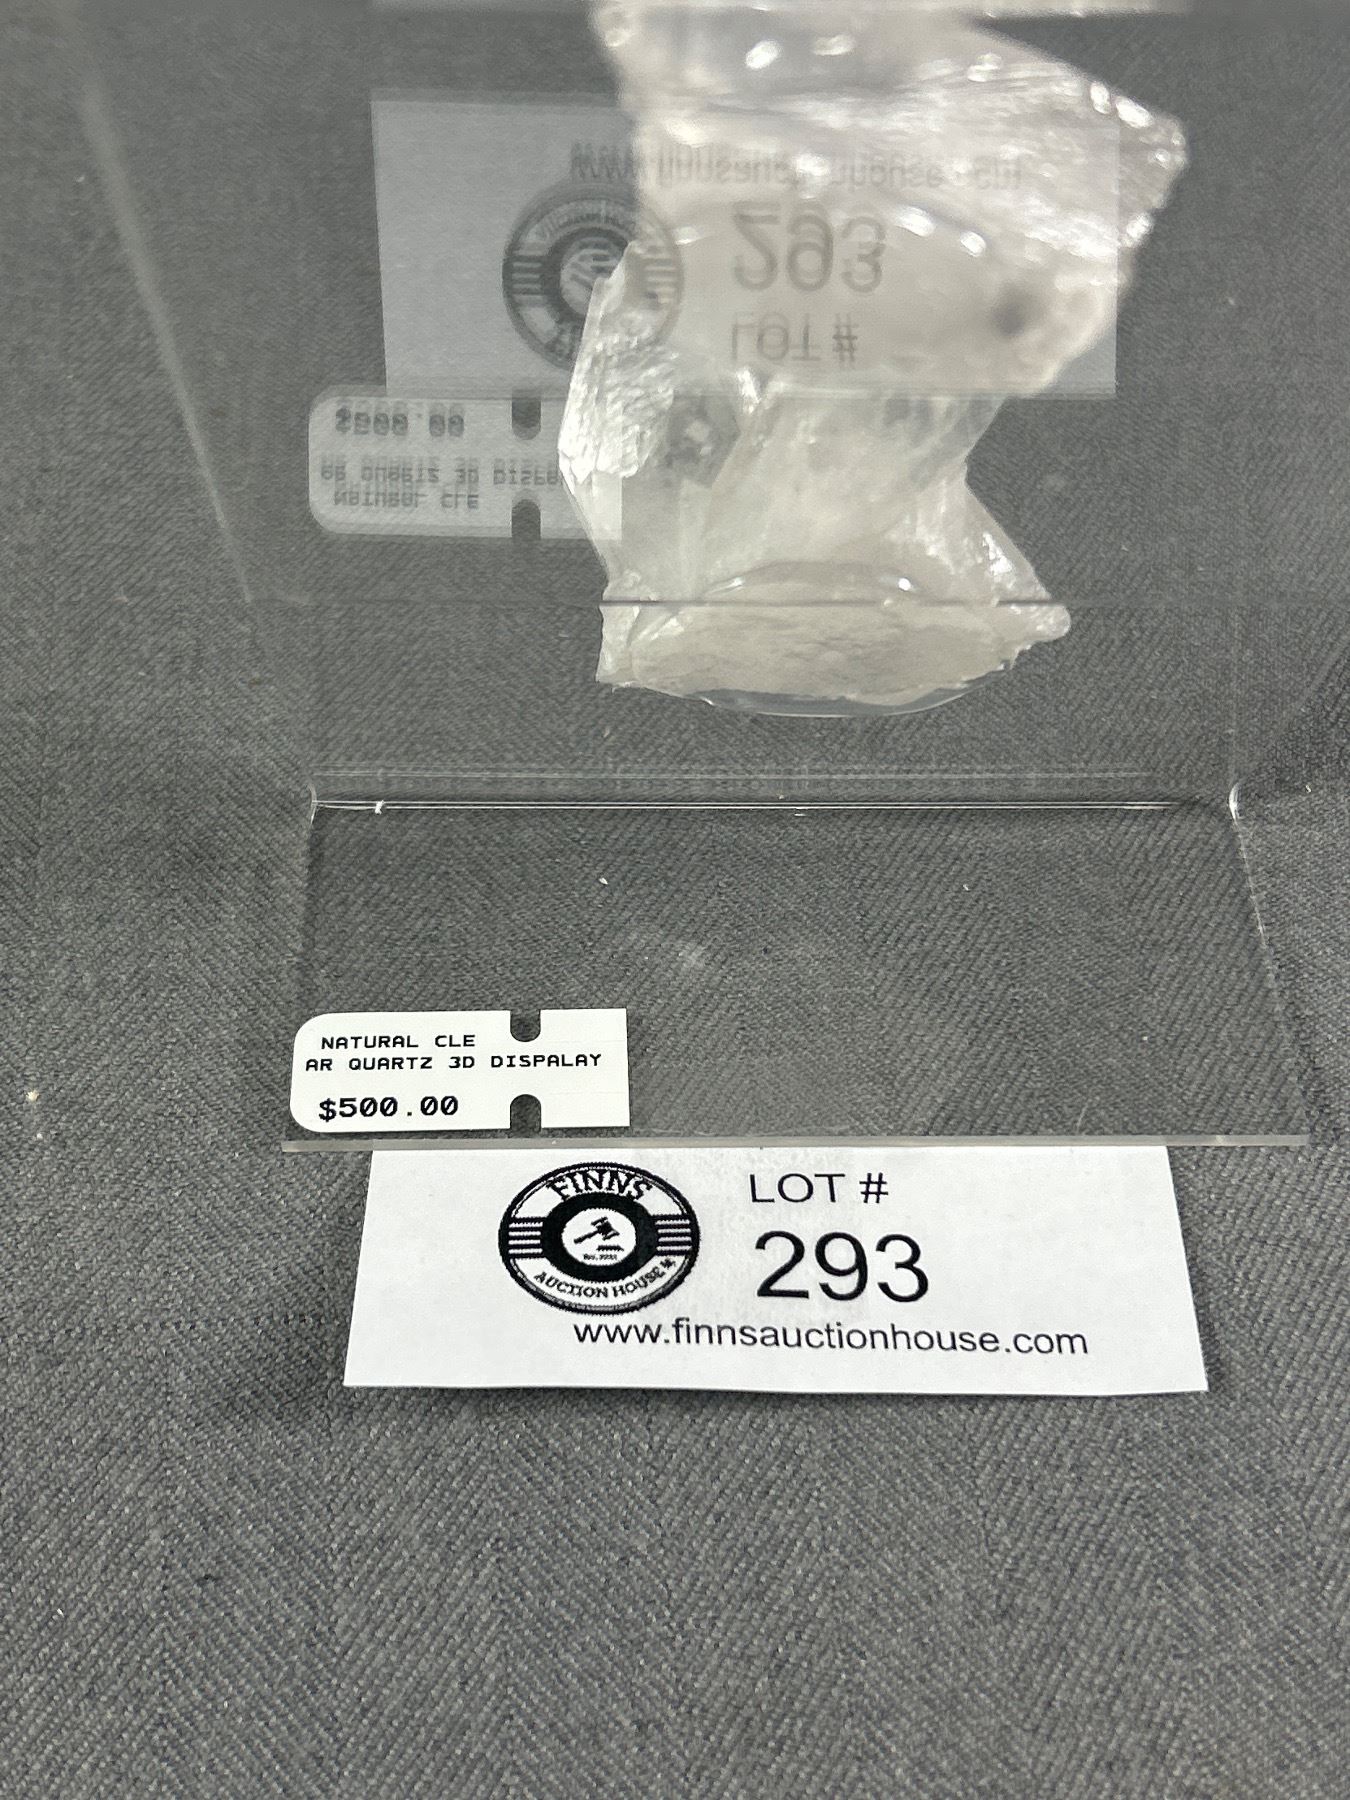 NATURAL CLE
AR QUARTZ 3D DISPALAY
$500.00
FINNS
AUCTION HOUSE
LOT #
293
www.finnsauctionhouse.com